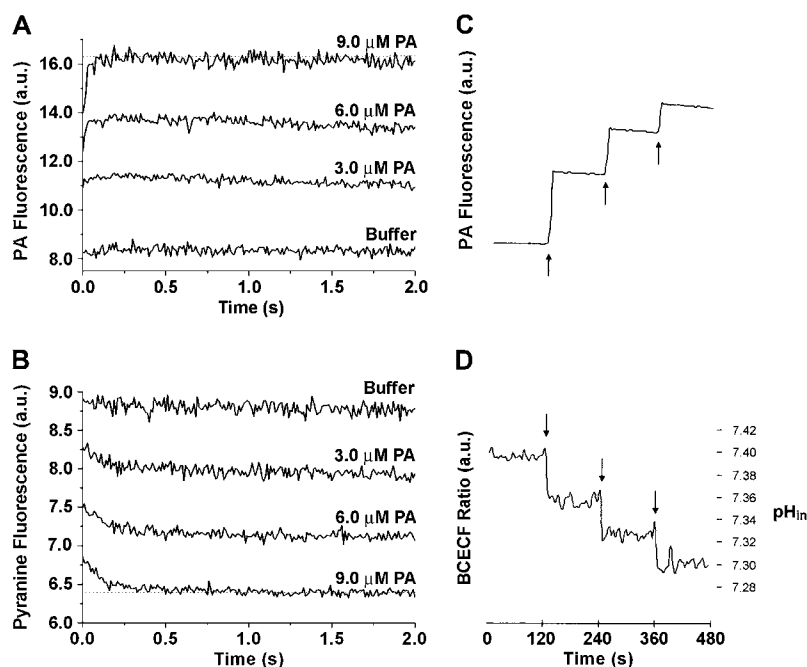 A
PA Fluorescence (a.u.)
16.0
14.0
12.0
10.0
8.0
9.0 μM PA
6.0 μM PA
3.0 μM PA
Buffer
0.0 0.5 1.0 1.5 2.0
Time (s)
B
Pyranine Fluorescence (a.u.)
9.0
8.5
8.0
7.5
7.0
6.5
6.0
Buffer
3.0 μM PA
6.0 μM PA
9.0 μM PA
0.0 0.5 1.0 1.5 2.0
Time (s)
C
PA Fluorescence (a.u.)
D
BCECF Ratio (a.u.)
7.42
7.40
7.38
7.36
7.34
7.32
7.30
7.28
pHin
0 120 240 360 480
Time (s)